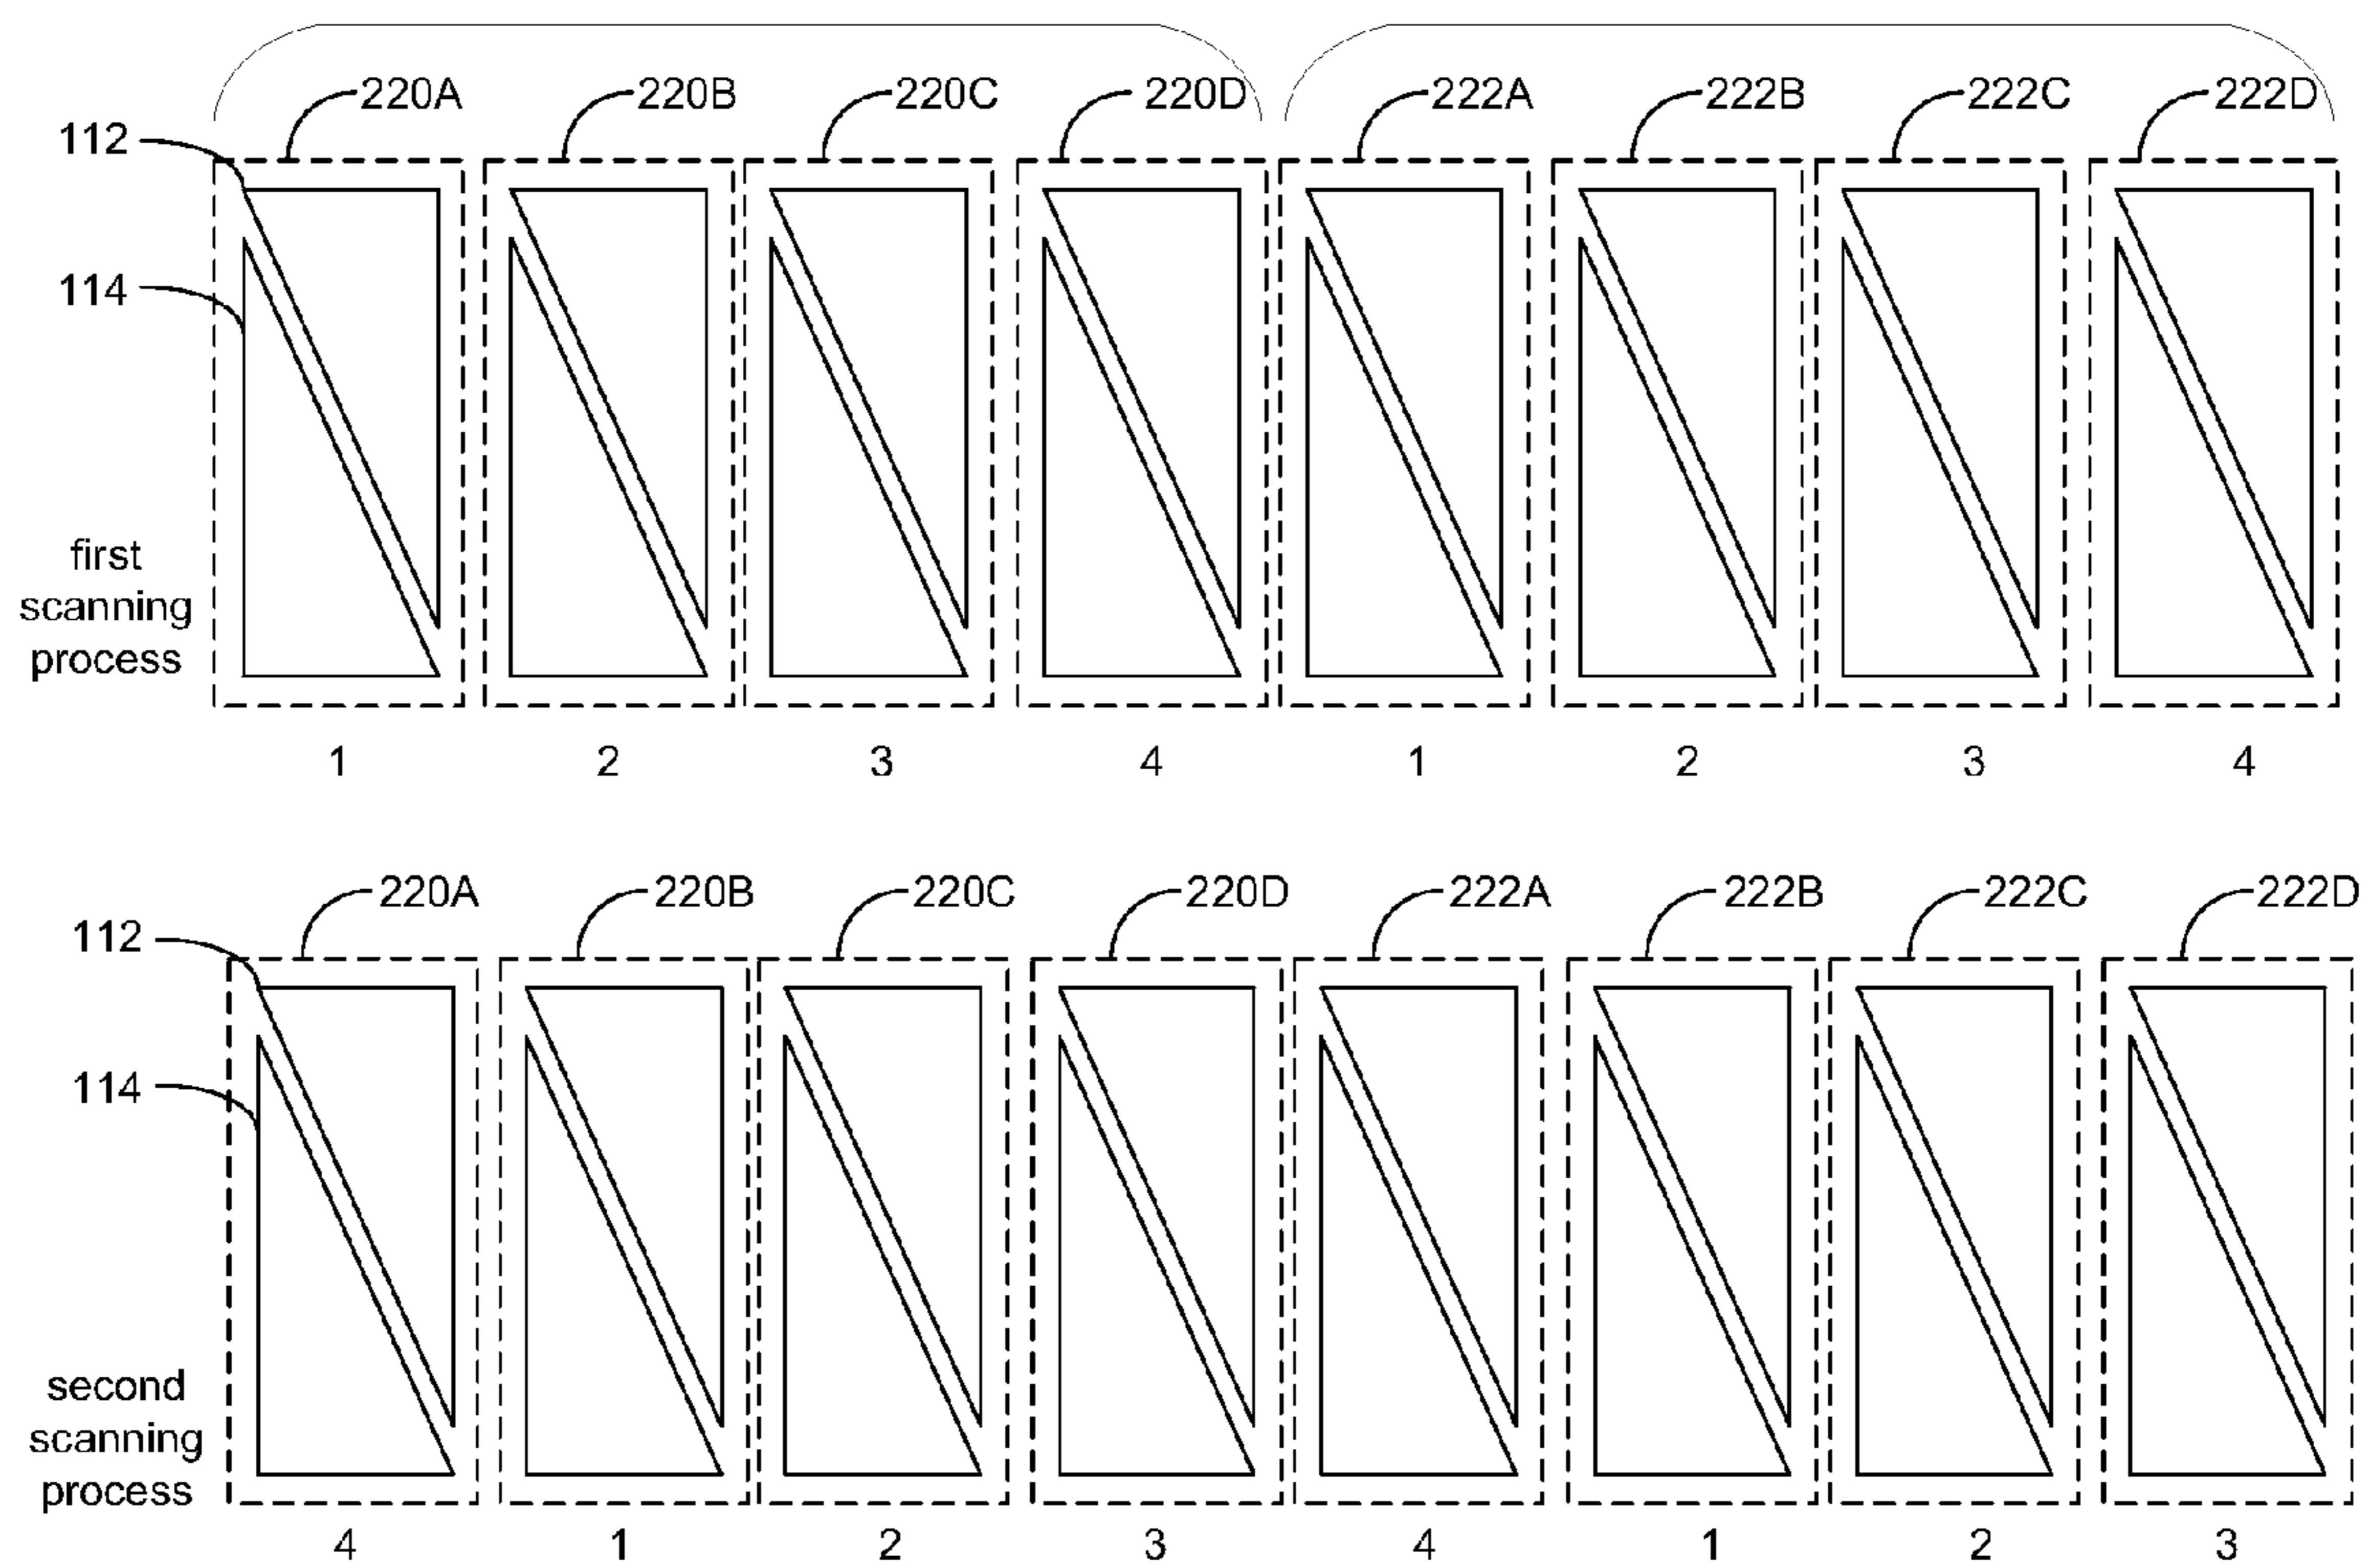 220A 220B 220C 220D 222A 222B 222C 222D
112
114
first
scanning
process
1 2 3 4 1 2 3 4
220A 220B 220C 220D 222A 222B 222C 222D
112
114
second
scanning
process
4 1 2 3 4 1 2 3